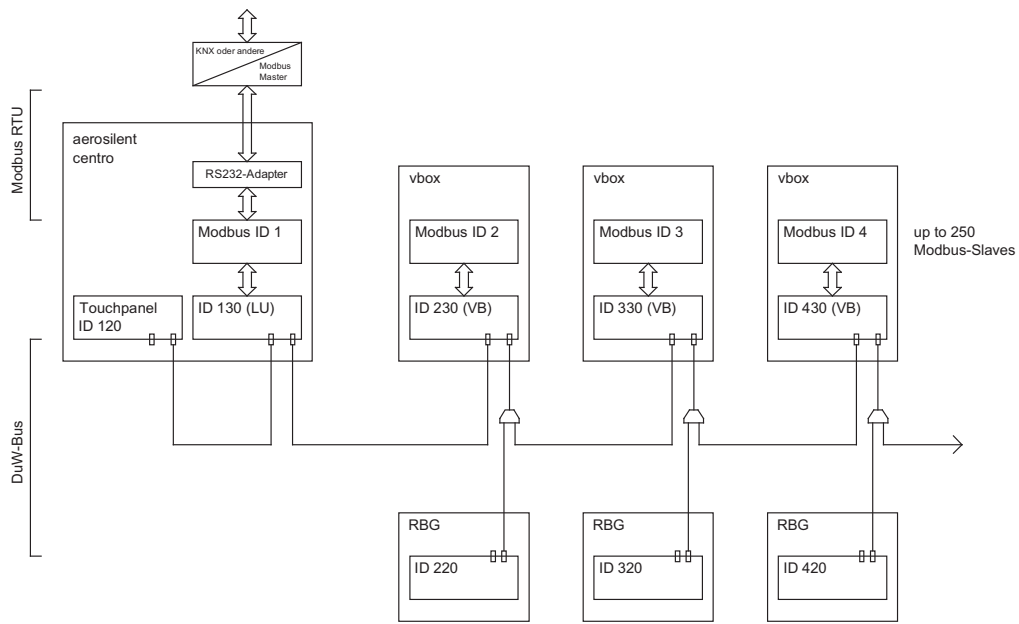 KNX oder andere
Modbus
Master
Modbus RTU
aerosilent
centro
RS232-Adapter
Modbus ID 1
Touchpanel
ID 120
ID 130 (LU)
vbox
Modbus ID 2
ID 230 (VB)
vbox
Modbus ID 3
ID 330 (VB)
vbox
Modbus ID 4
ID 430 (VB)
up to 250
Modbus-Slaves
DuW-Bus
RBG
ID 220
RBG
ID 320
RBG
ID 420